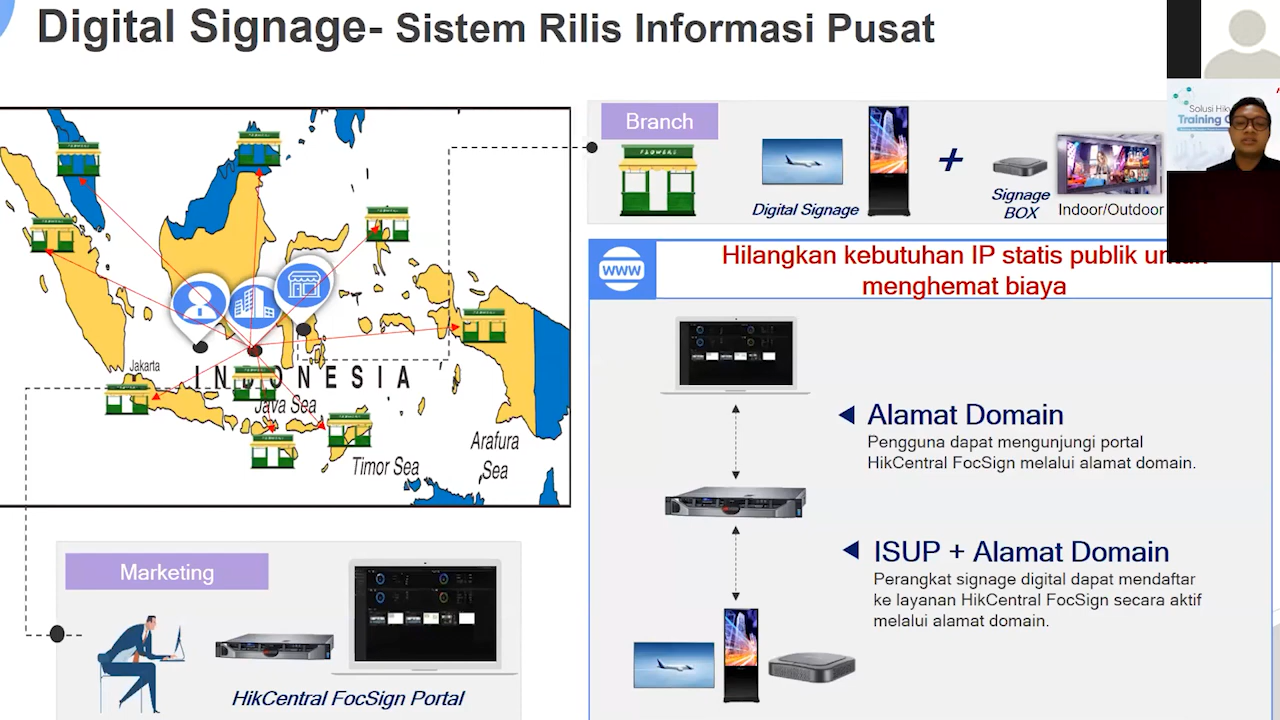 Digital Signage- Sistem Rilis Informasi Pusat
Solusi
Training
Branch
FLOWERS
Digital Signage
+
Signage
BOX
Indoor/Outdoor
www
Hilangkan kebutuhan IP statis publik
menghemat biaya
Jakarta
INDONESIA
Java Sea
Timor Sea
Arafura
Sea
Alamat Domain
Pengguna dapat mengunjungi portal
HikCentral FocSign melalui alamat domain.
ISUP + Alamat Domain
Perangkat signage digital dapat mendaftar
ke layanan HikCentral FocSign secara aktif
melalui alamat domain.
Marketing
HikCentral FocSign Portal